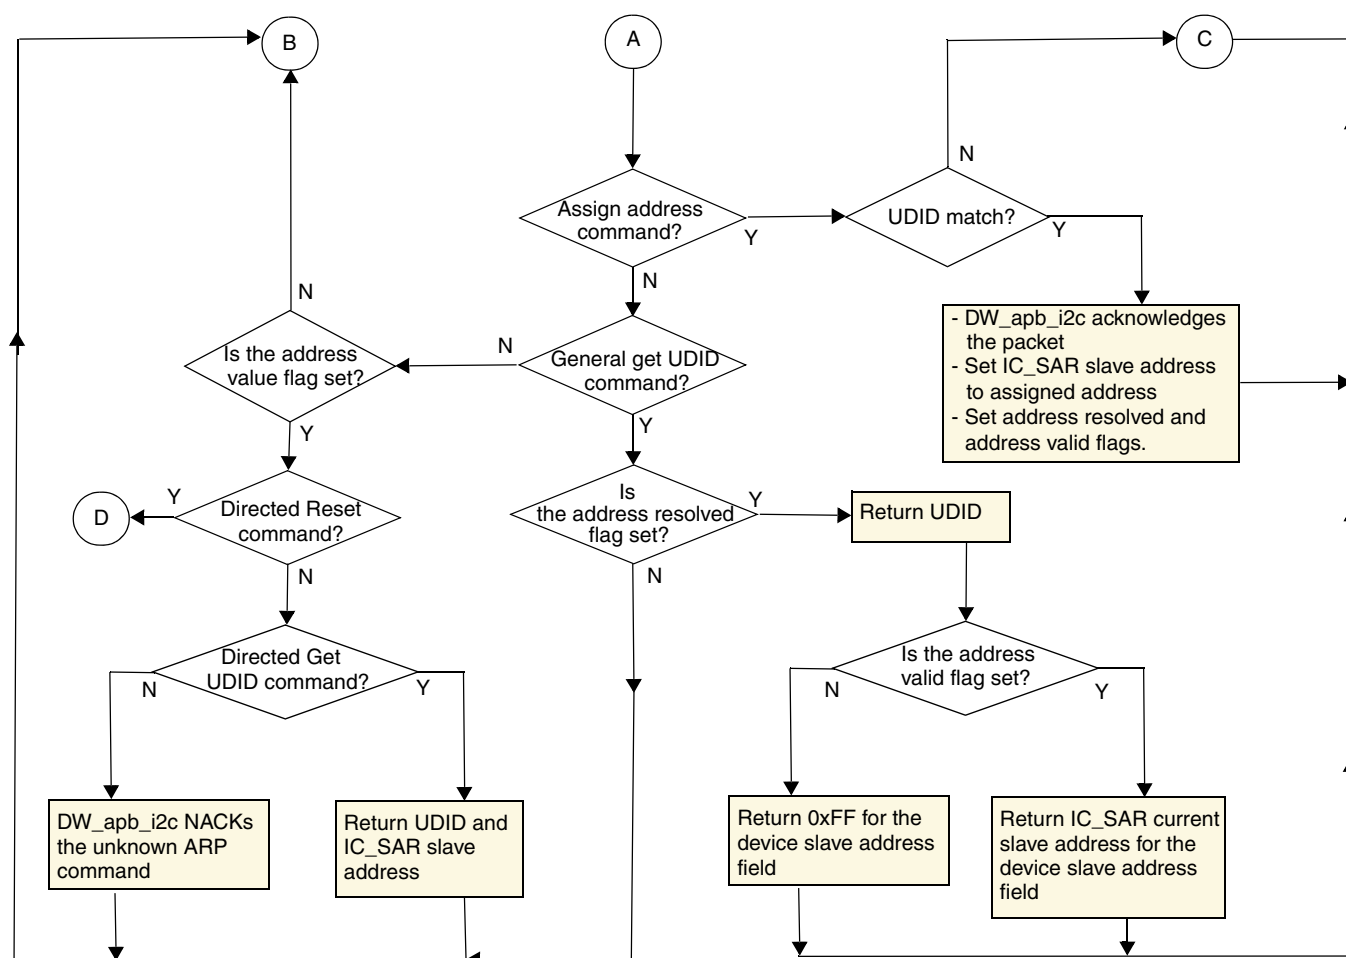 B
A
C
N
Assign address
command?
Y
UDID match?
Y
N
N
- DW_apb_i2c acknowledges
the packet
- Set IC_SAR slave address
to assigned address
- Set address resolved and
address valid flags.
Is the address
value flag set?
N
General get UDID
command?
Y
Y
Y
D
Directed Reset
command?
Is
the address resolved
flag set?
Y
Return UDID
N
N
Directed Get
UDID command?
N
Y
Is the address
valid flag set?
N
Y
DW_apb_i2c NACKs
the unknown ARP
command
Return UDID and
IC_SAR slave
address
Return 0xFF for the
device slave address
field
Return IC_SAR current
slave address for the
device slave address
field